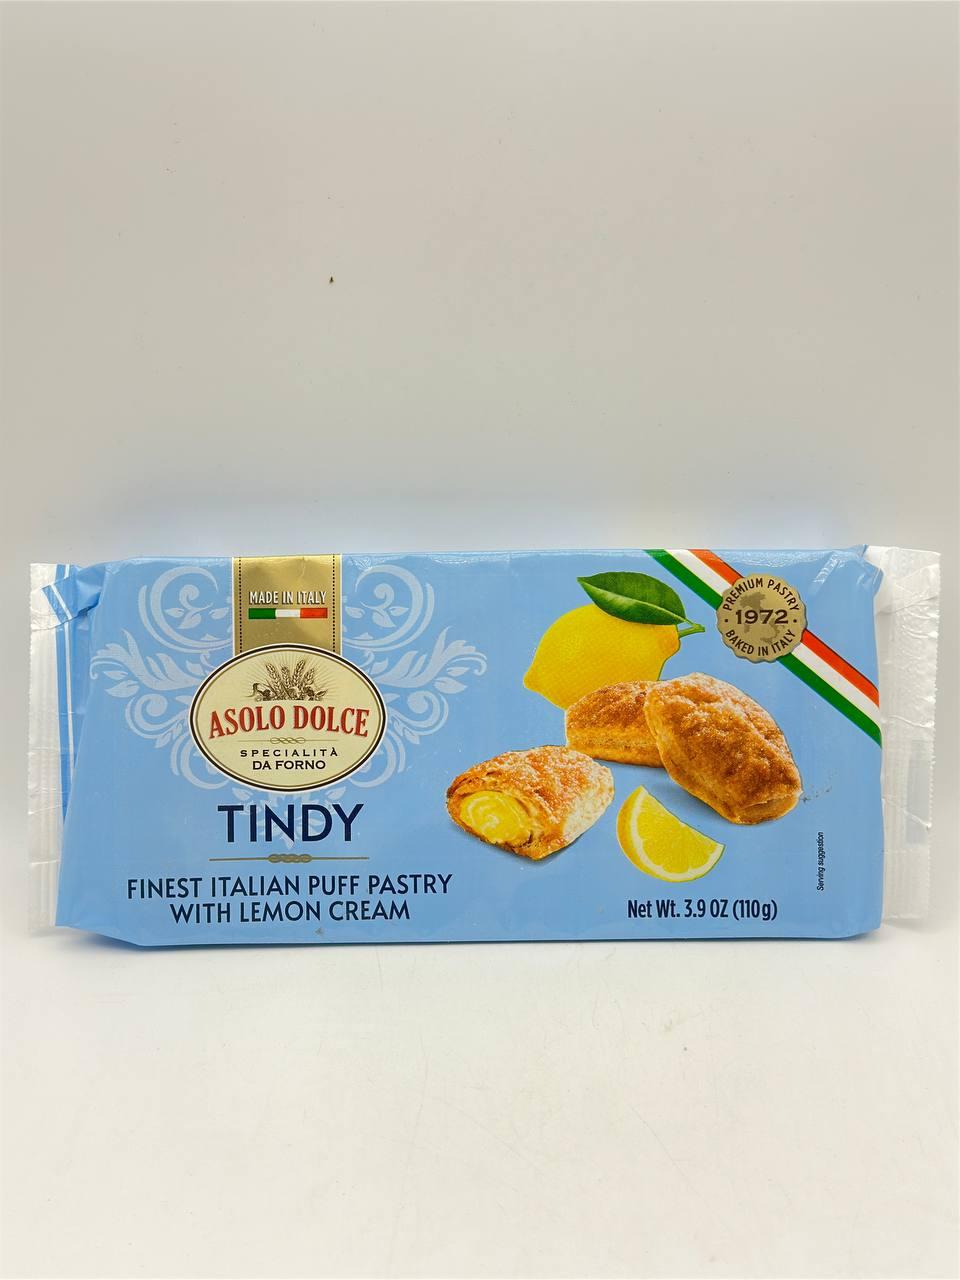 MADE IN ITALY
ASOLO DOLCE
SPECIALITÀ
DA FORNO
TINDY
FINEST ITALIAN PUFF PASTRY
WITH LEMON CREAM
PREMIUM PASTRY
1972
BAKED IN ITALY
Serving suggestion
Net Wt. 3.9 OZ (110g)